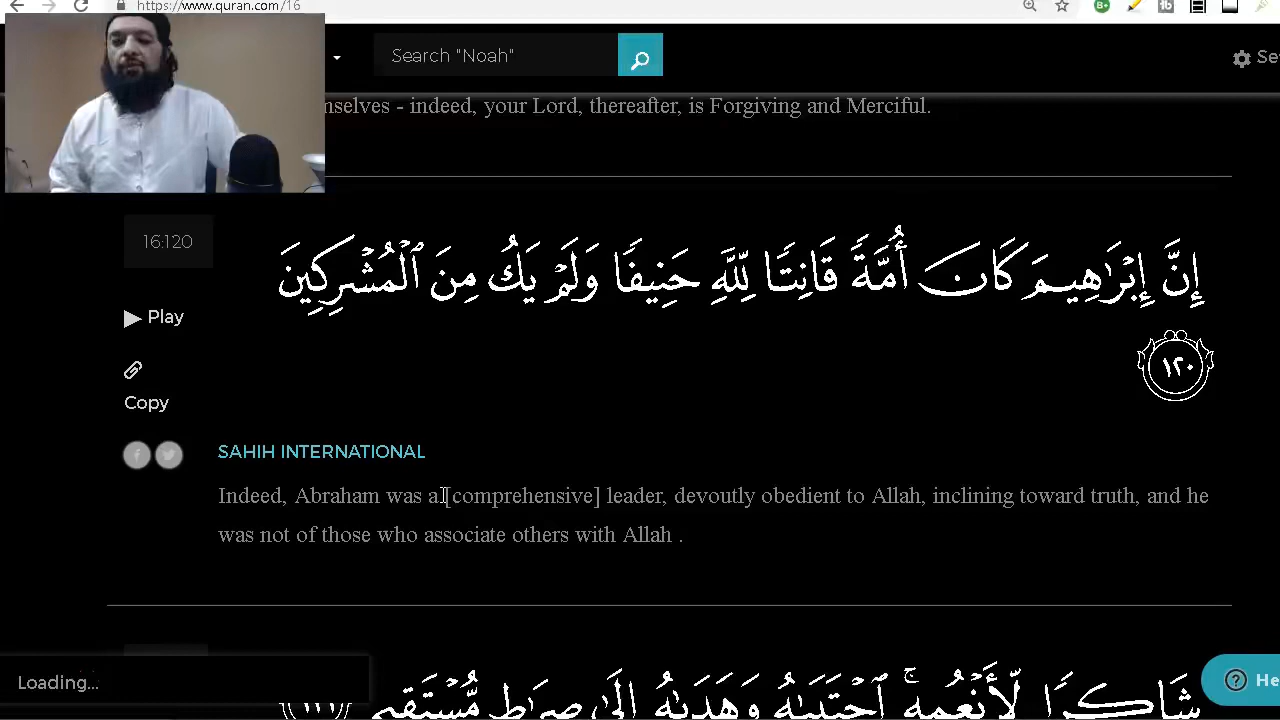 https://www.quran.com/16
Search "Noah"
nselves - indeed, your Lord, thereafter, is Forgiving and Merciful.
16:120
إِنَّ إِبْرَٰهِيمَ كَانَ أُمَّةً قَانِتًا لِّلَّهِ حَنِيفًا وَلَمْ يَكُ مِنَ الْمُشْرِكِينَ
١٢٠
Play
Copy
SAHIH INTERNATIONAL
Indeed, Abraham was a [comprehensive] leader, devoutly obedient to Allah, inclining toward truth, and he
was not of those who associate others with Allah .
شَاكِرًا لِّأَنْعُمِهِ ۚ ٱجْتَبَىٰهُ وَهَدَىٰهُ إِلَىٰ صِرَٰطٍ مُّسْتَقِيمٍ
Loading...
He